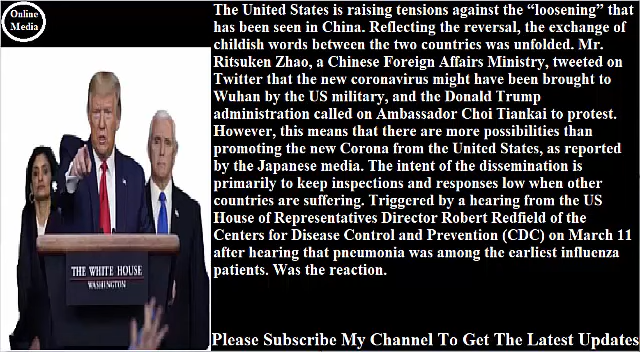 Online
Media
The United States is raising tensions against the “loosening” that
has been seen in China. Reflecting the reversal, the exchange of
childish words between the two countries was unfolded. Mr.
Ritsuken Zhao, a Chinese Foreign Affairs Ministry, tweeted on
Twitter that the new coronavirus might have been brought to
Wuhan by the US military, and the Donald Trump
administration called on Ambassador Choi Tiankai to protest.
However, this means that there are more possibilities than
promoting the new Corona from the United States, as reported
by the Japanese media. The intent of the dissemination is
primarily to keep inspections and responses low when other
countries are suffering. Triggered by a hearing from the US
House of Representatives Director Robert Redfield of the
Centers for Disease Control and Prevention (CDC) on March 11
after hearing that pneumonia was among the earliest influenza
patients. Was the reaction.
THE WHITE HOUSE
WASHINGTON
Please Subscribe My Channel To Get The Latest Updates